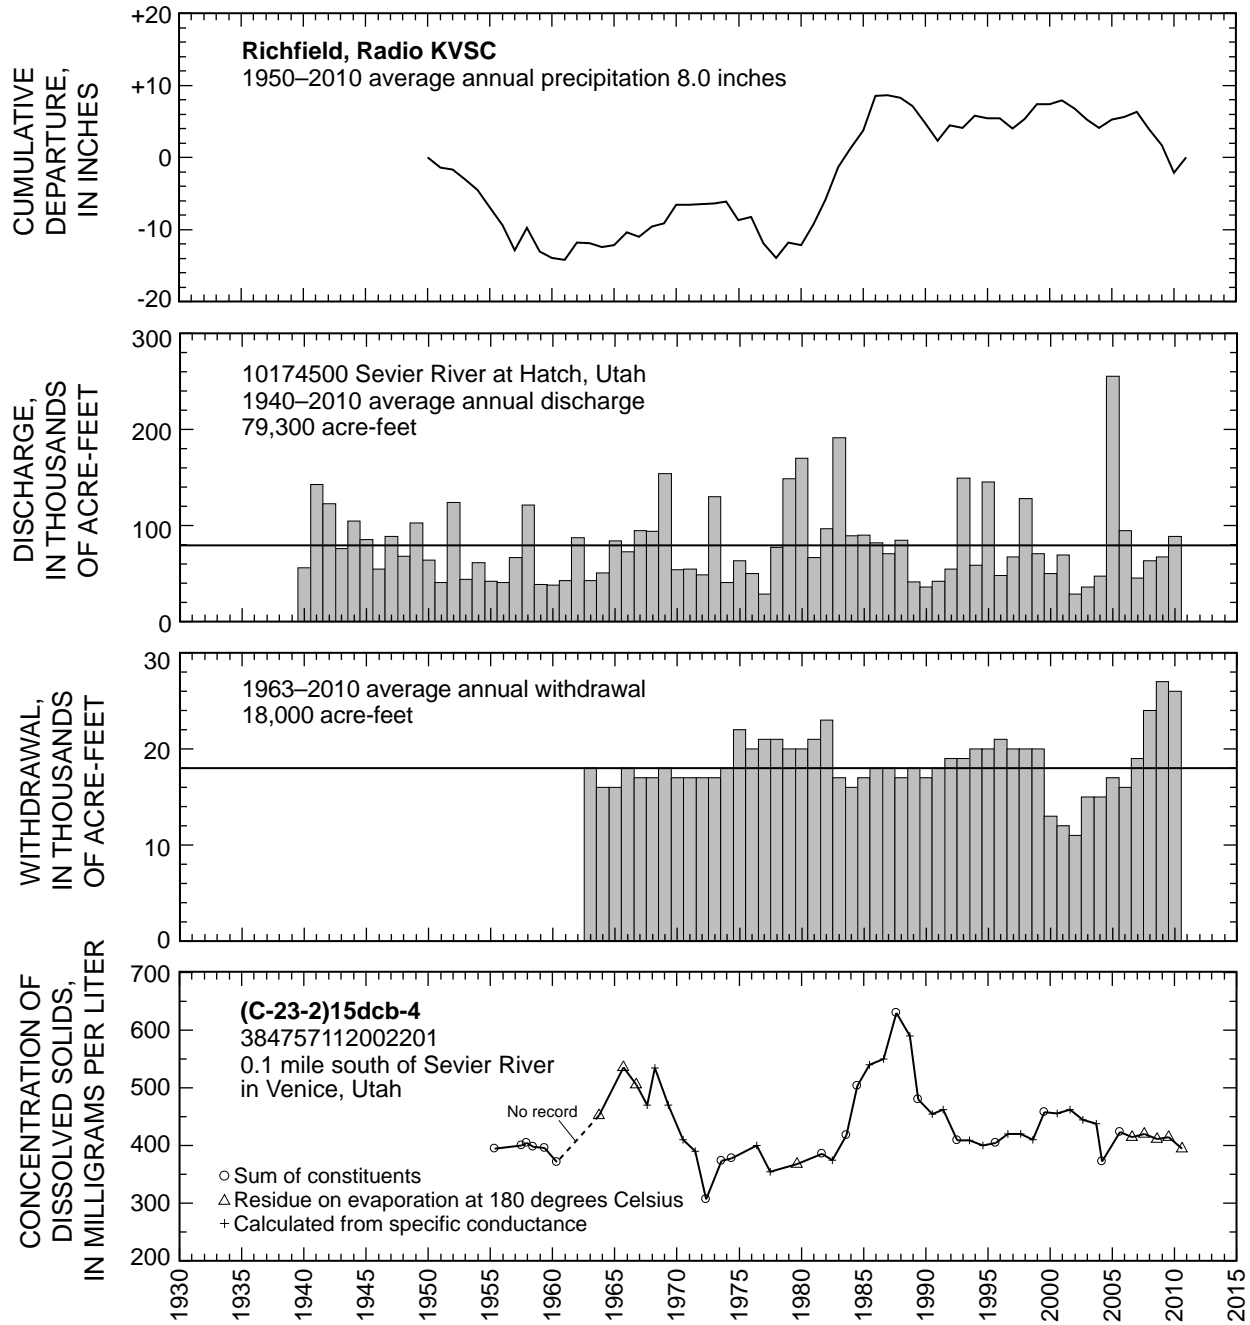 CUMULATIVE
DEPARTURE,
IN INCHES
+20
+10
0
-10
-20
Richfield, Radio KVSC
1950–2010 average annual precipitation 8.0 inches
DISCHARGE,
IN THOUSANDS
OF ACRE-FEET
300
200
100
0
10174500 Sevier River at Hatch, Utah
1940–2010 average annual discharge
79,300 acre-feet
WITHDRAWAL,
IN THOUSANDS
OF ACRE-FEET
30
20
10
0
1963–2010 average annual withdrawal
18,000 acre-feet
CONCENTRATION OF
DISSOLVED SOLIDS,
IN MILLIGRAMS PER LITER
700
600
500
400
300
200
(C-23-2)15dcb-4
384757112002201
0.1 mile south of Sevier River
in Venice, Utah
No record
Sum of constituents
Residue on evaporation at 180 degrees Celsius
Calculated from specific conductance
1930
1935
1940
1945
1950
1955
1960
1965
1970
1975
1980
1985
1990
1995
2000
2005
2010
2015